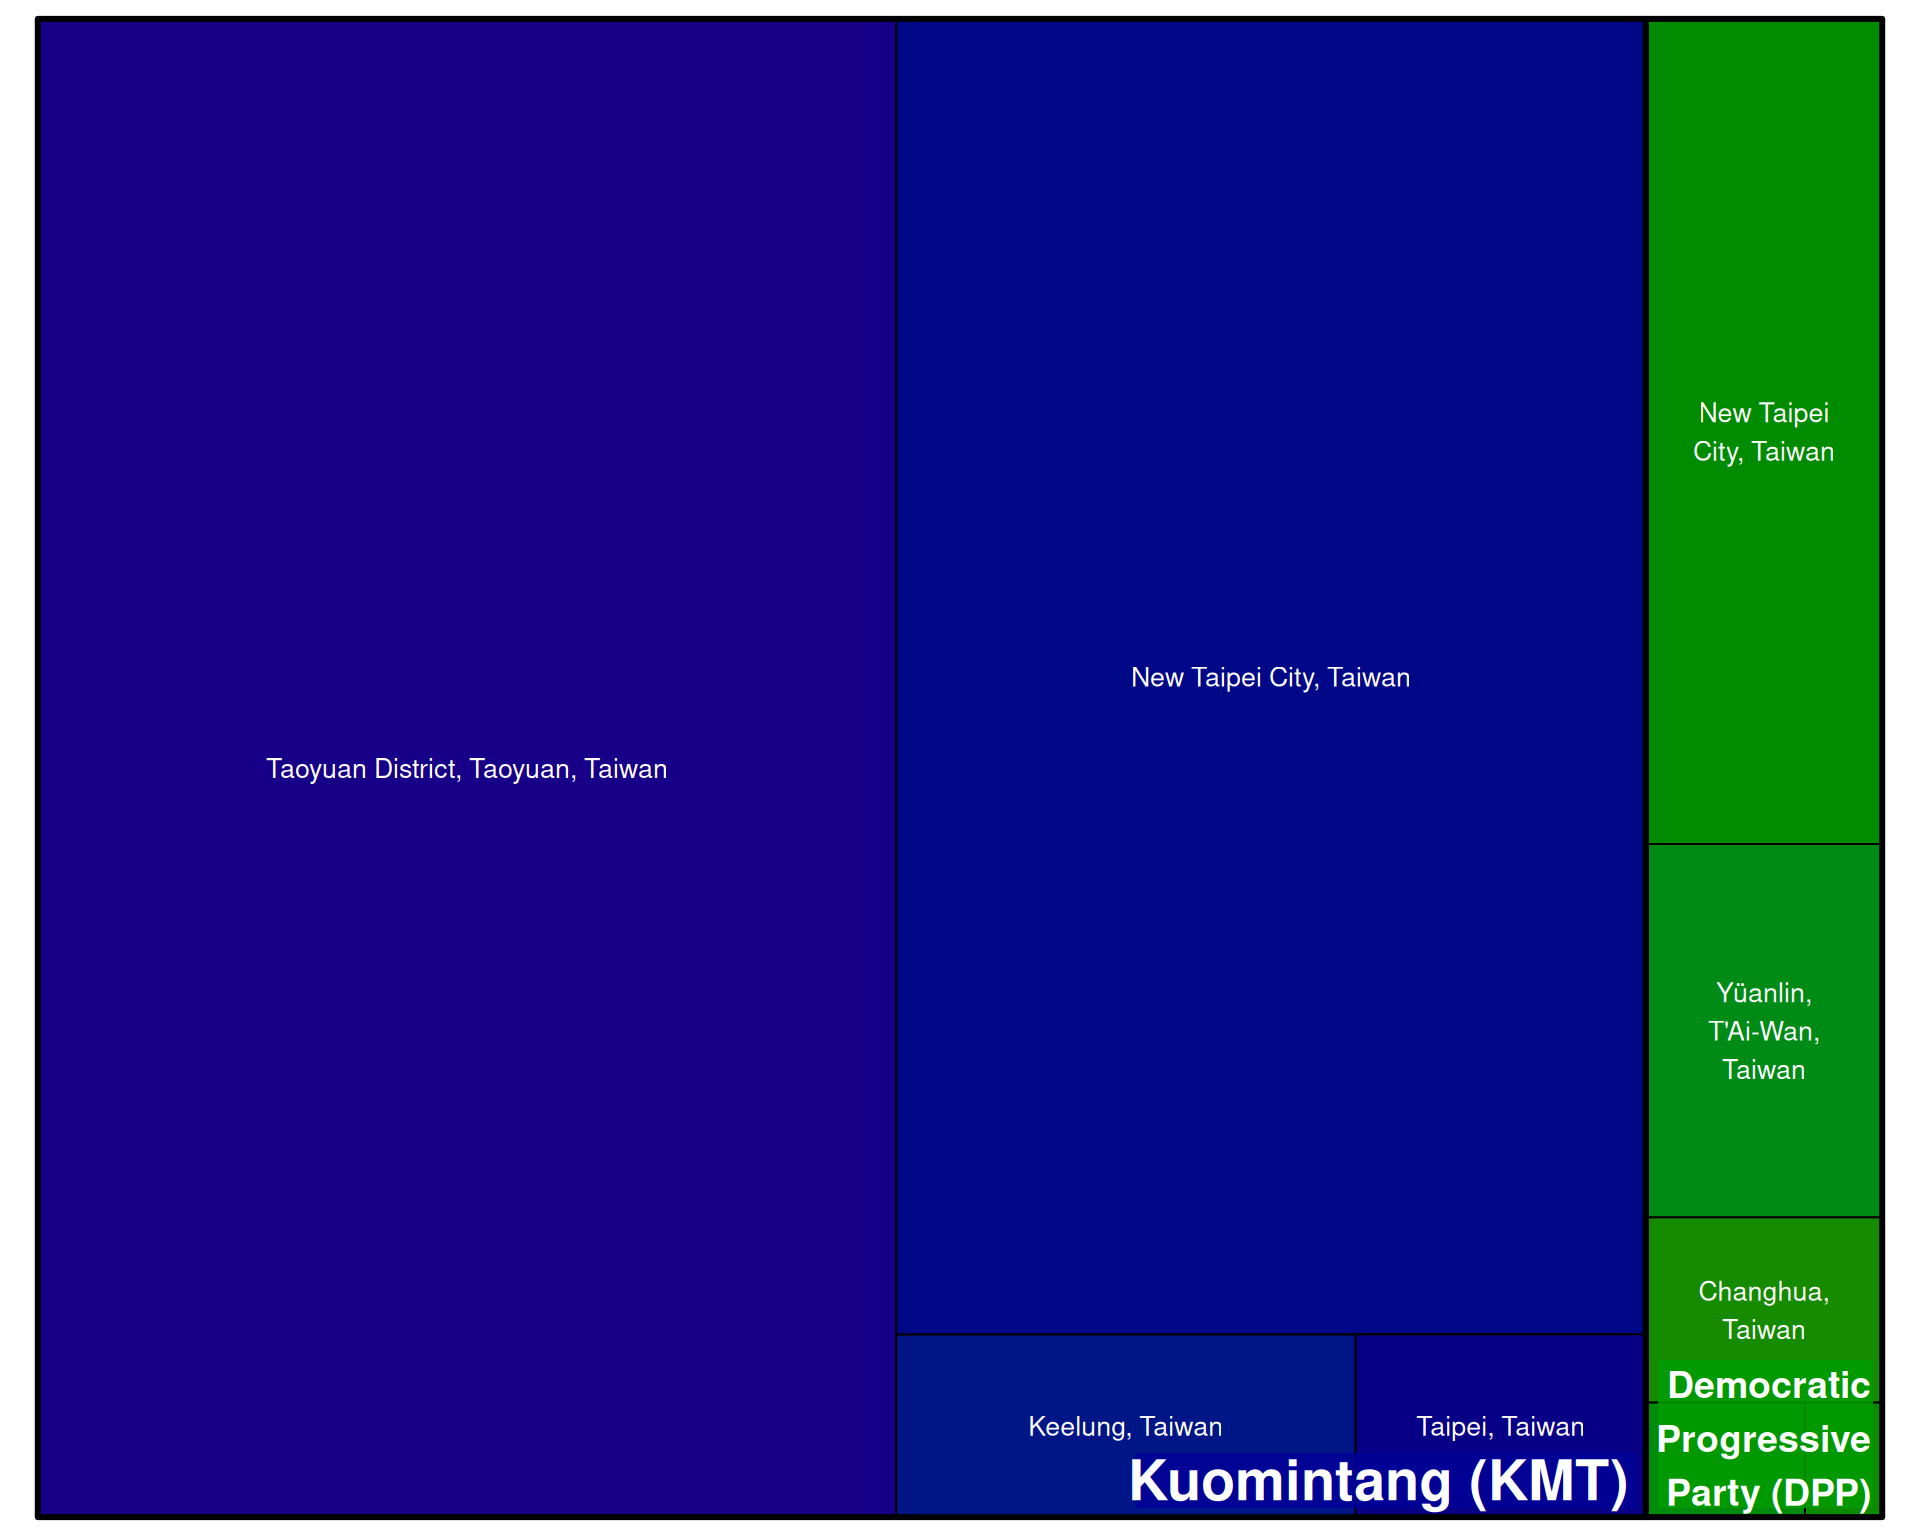 Taoyuan District, Taoyuan, Taiwan
New Taipei City, Taiwan
Keelung, Taiwan
Taipei, Taiwan
Kuomintang (KMT)
New Taipei
City, Taiwan
Yüanlin,
T'Ai-Wan,
Taiwan
Changhua,
Taiwan
Democratic
Progressive
Party (DPP)